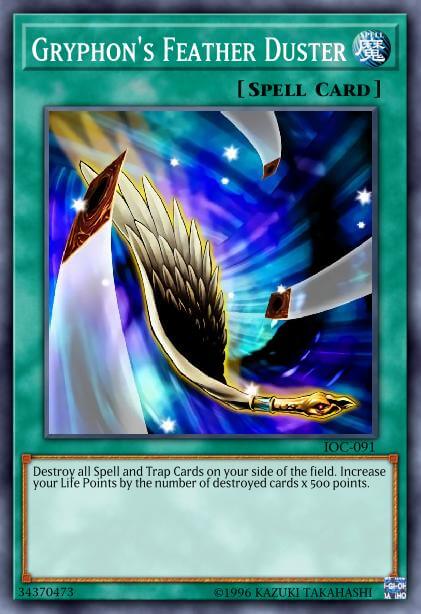 Gryphon's Feather Duster
[Spell Card]
IOC-091
Destroy all Spell and Trap Cards on your side of the field. Increase
your Life Points by the number of destroyed cards x 500 points.
34370473
©1996 KAZUKI TAKAHASHI